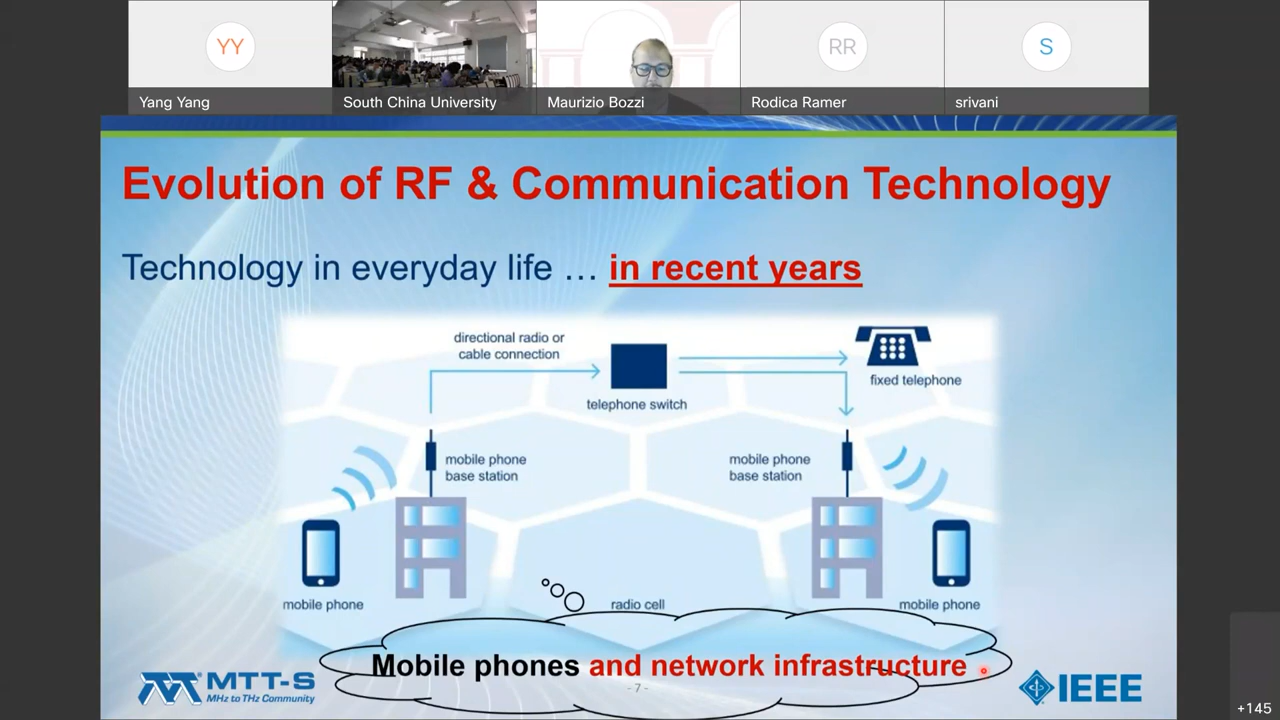 YY
RR
S
Yang Yang
South China University
Maurizio Bozzi
Rodica Ramer
srivani
Evolution of RF & Communication Technology
Technology in everyday life … in recent years
directional radio or
cable connection
telephone switch
fixed telephone
mobile phone
base station
mobile phone
base station
mobile phone
radio cell
mobile phone
Mobile phones and network infrastructure
MTT-S
MHz to THz Community
- 7 -
IEEE
+145